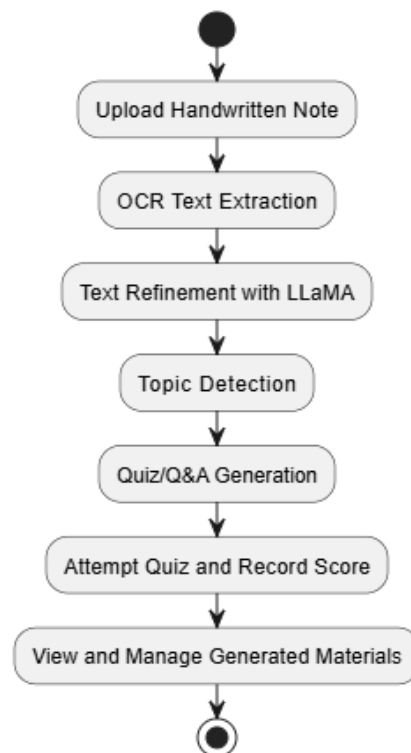 Upload Handwritten Note
OCR Text Extraction
Text Refinement with LLaMA
Topic Detection
Quiz/Q&A Generation
Attempt Quiz and Record Score
View and Manage Generated Materials